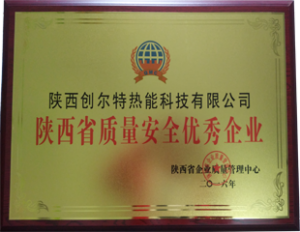 陕西创尔特热能科技有限公司
陕西省质量安全优秀企业
陕西省企业质量管理中心
二〇一六年